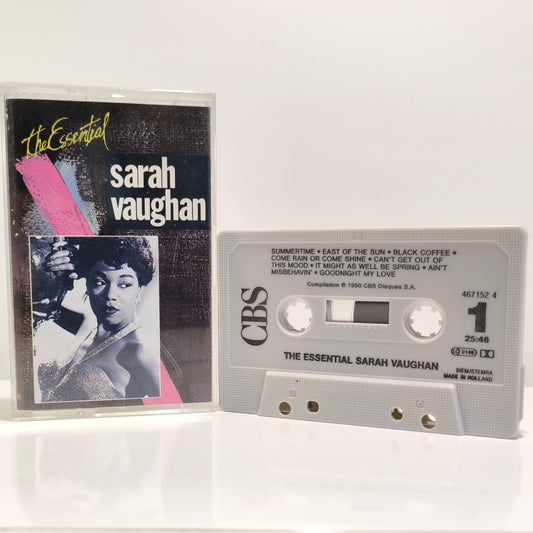 the Essential
sarah
vaughan
SUMMERTIME • EAST OF THE SUN • BLACK COFFEE •
COME RAIN OR COME SHINE • CAN'T GET OUT OF
THIS MOOD • IT MIGHT AS WELL BE SPRING • AIN'T
MISBEHAVIN' • GOODNIGHT MY LOVE
Compilation ℗ 1990 CBS Disques S.A.
467152 4
CBS
1
25:46
THE ESSENTIAL SARAH VAUGHAN
0149
BIEM/STEMRA
MADE IN HOLLAND